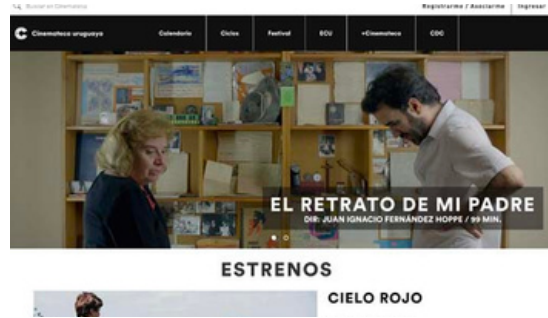 Buscar en Cinemateca
Registrarme / Asociarme | Ingresar
Cinemateca uruguaya
Calendario
Ciclos
Festival
ECU
+Cinemateca
CDC
EL RETRATO DE MI PADRE
DIR: JUAN IGNACIO FERNÁNDEZ HOPPE / 99 MIN.
ESTRENOS
CIELO ROJO